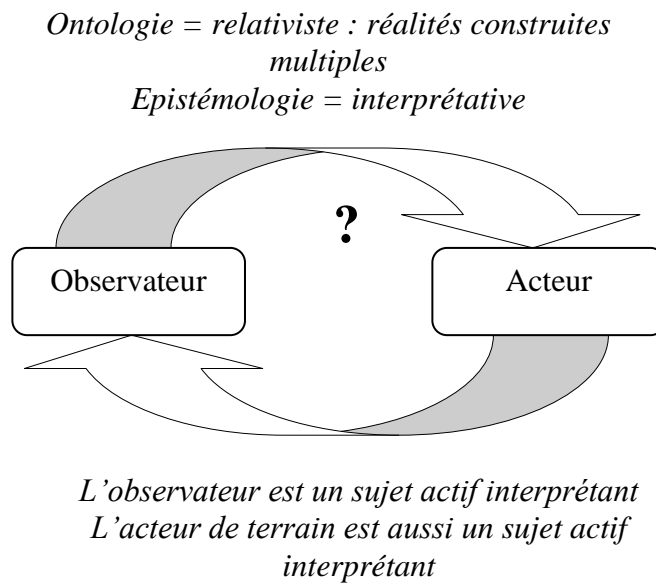 Ontologie = relativiste : réalités construites
multiples
Epistémologie = interprétative
?
Observateur
Acteur
L’observateur est un sujet actif interprétant
L’acteur de terrain est aussi un sujet actif
interprétant